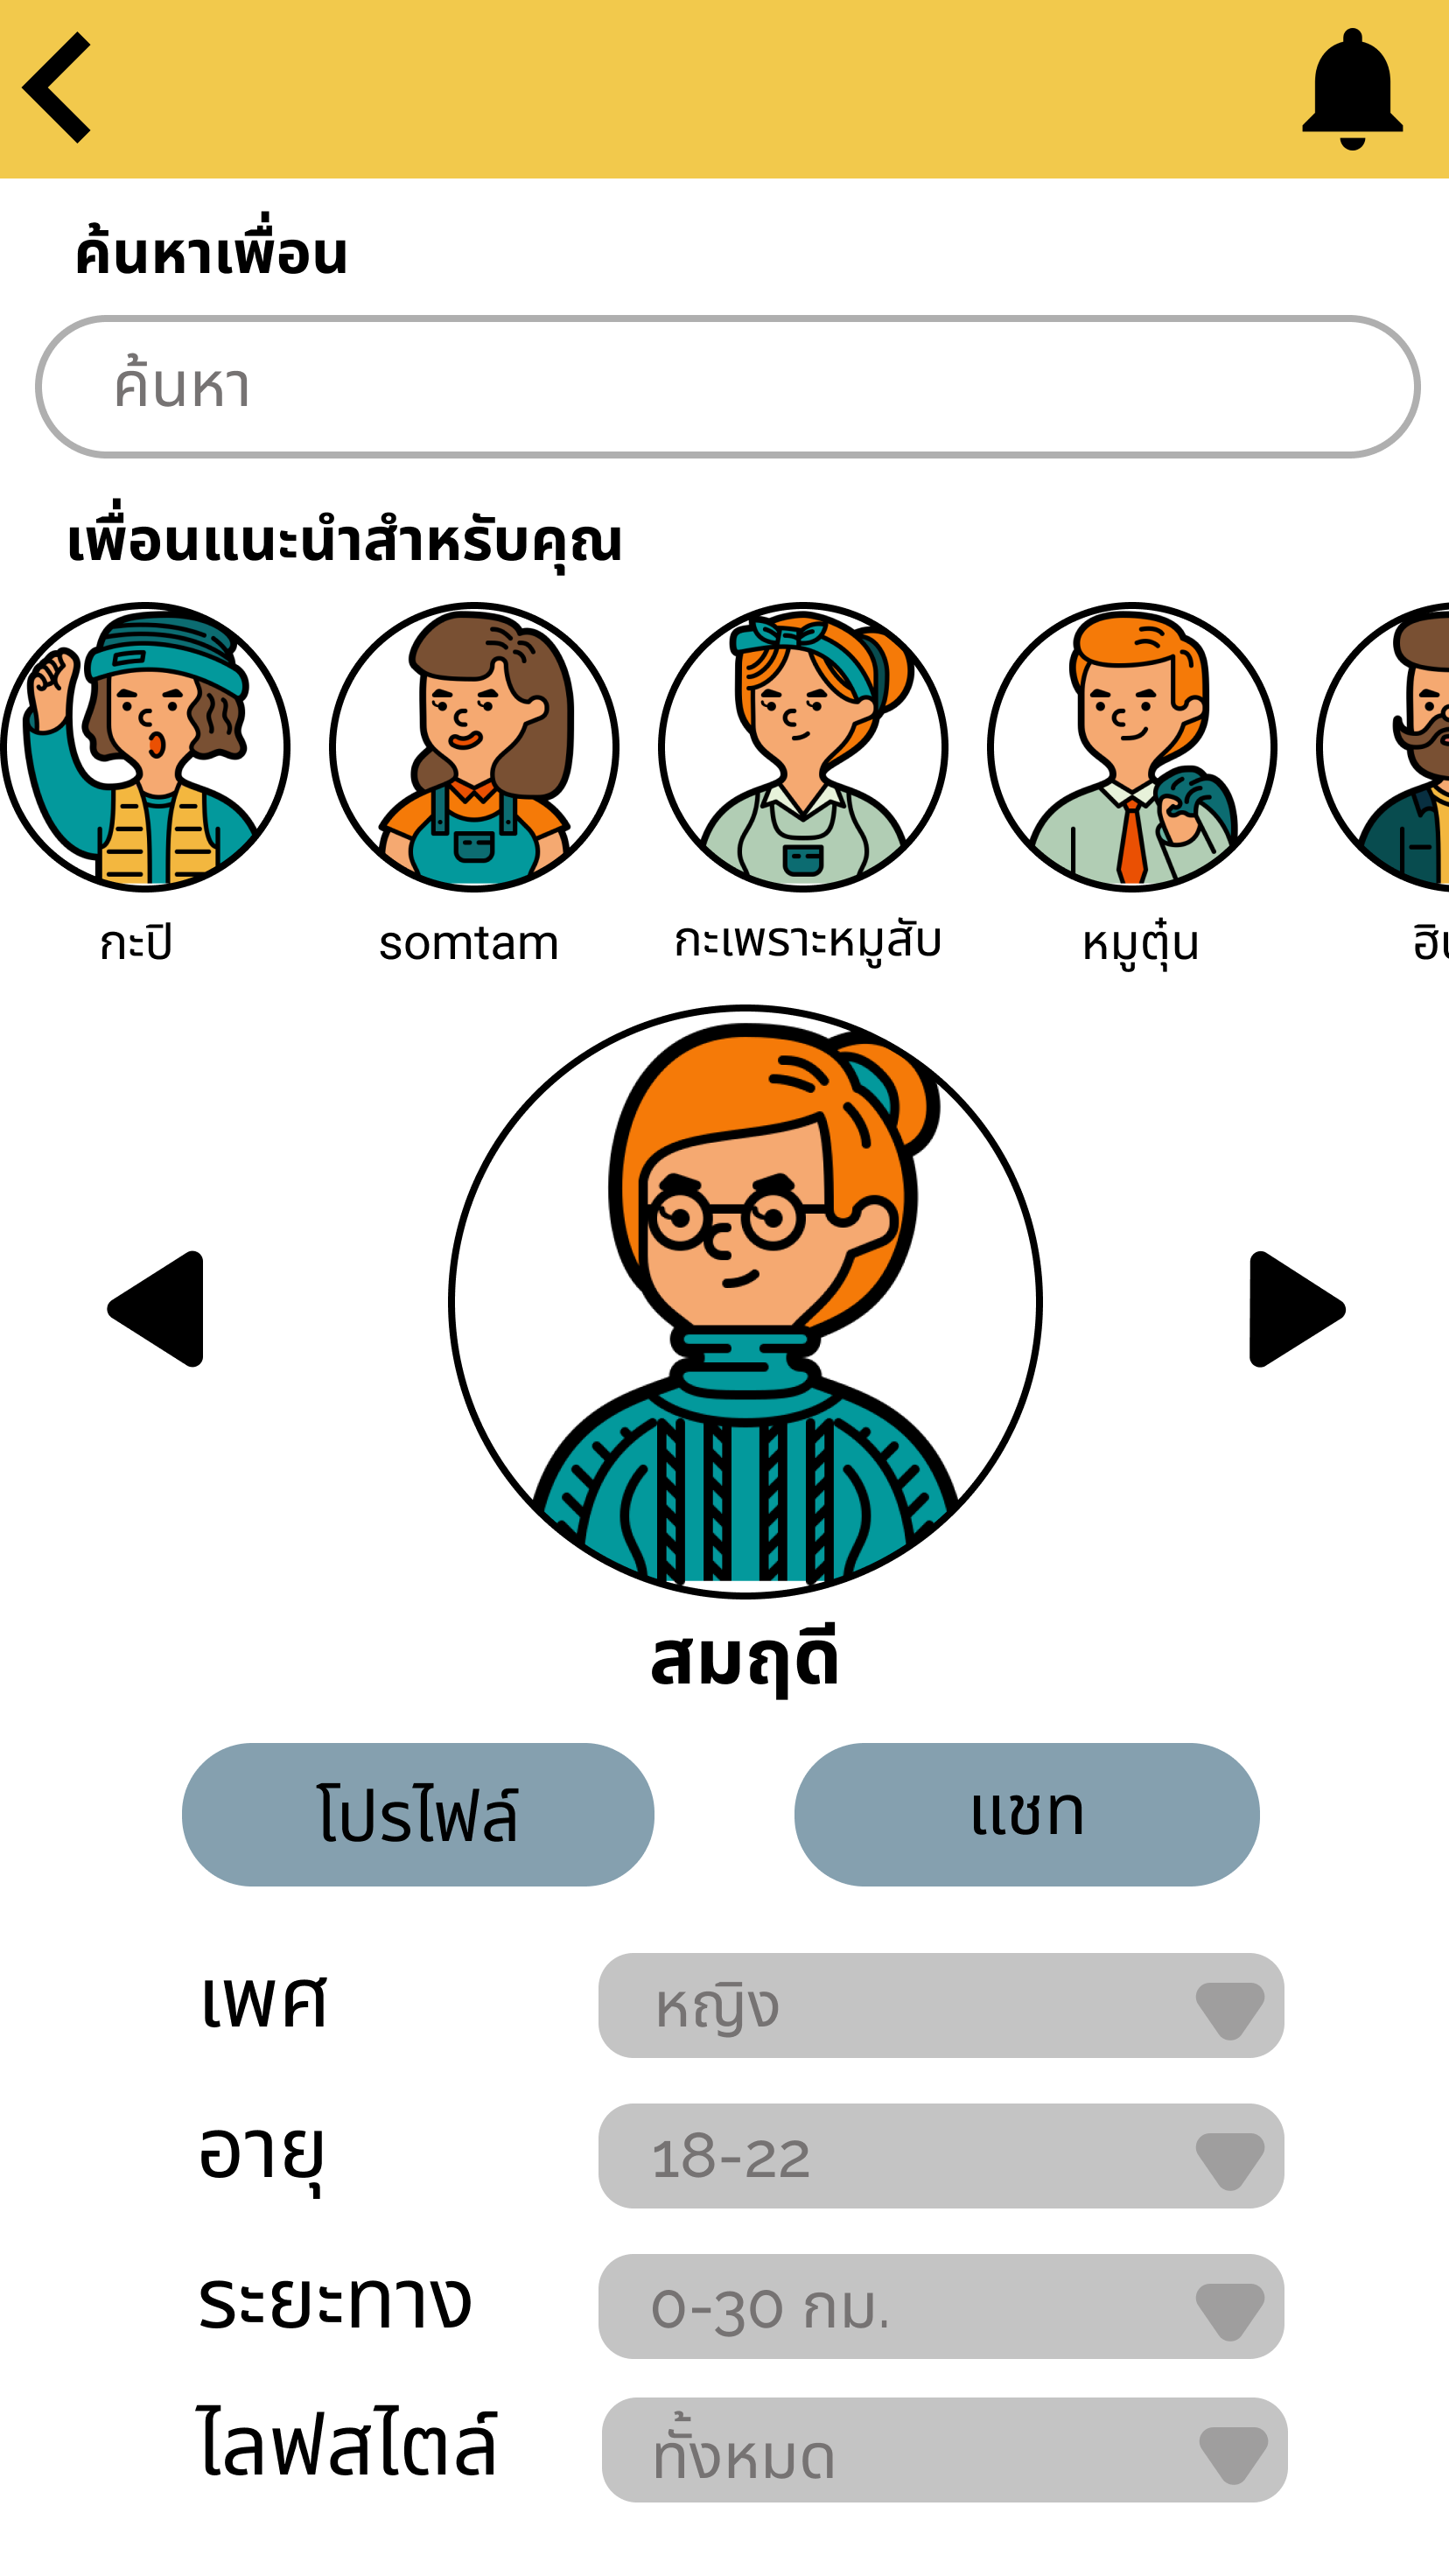 ค้นหาเพื่อน
ค้นหา
เพื่อนแนะนำสำหรับคุณ
กะปิ somtam กะเพราะหมูสับ หมูตุ๋น
สมฤดี
โปรไฟล์ แชท
เพศ หญิง
อายุ 18-22
ระยะทาง 0-30 กม.
ไลฟสไตล์ ทั้งหมด